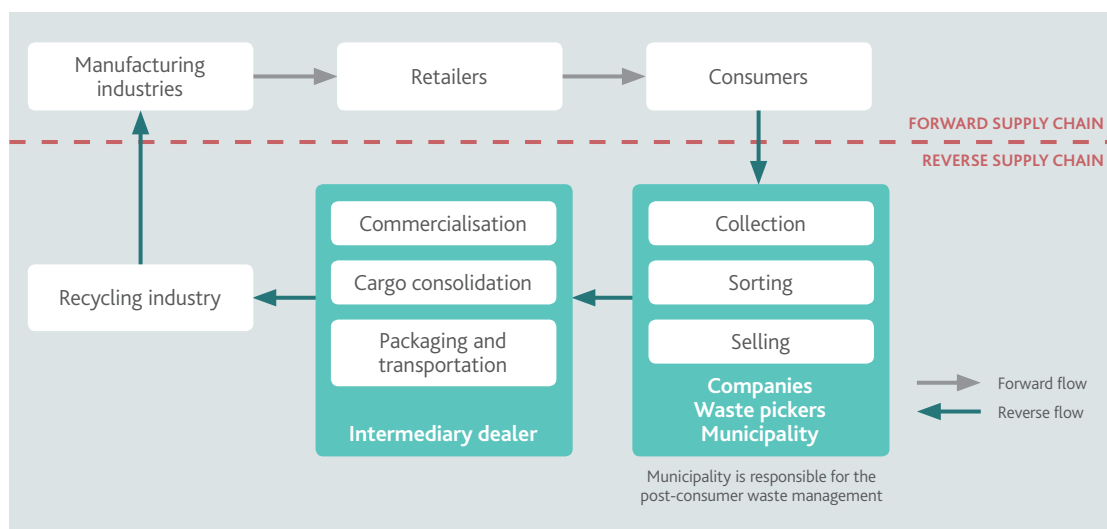 Manufacturing
industries
Retailers
Consumers
FORWARD SUPPLY CHAIN
REVERSE SUPPLY CHAIN
Commercialisation
Cargo consolidation
Packaging and
transportation
Intermediary dealer
Collection
Sorting
Selling
Companies
Waste pickers
Municipality
Recycling industry
Forward flow
Reverse flow
Municipality is responsible for the
post-consumer waste management